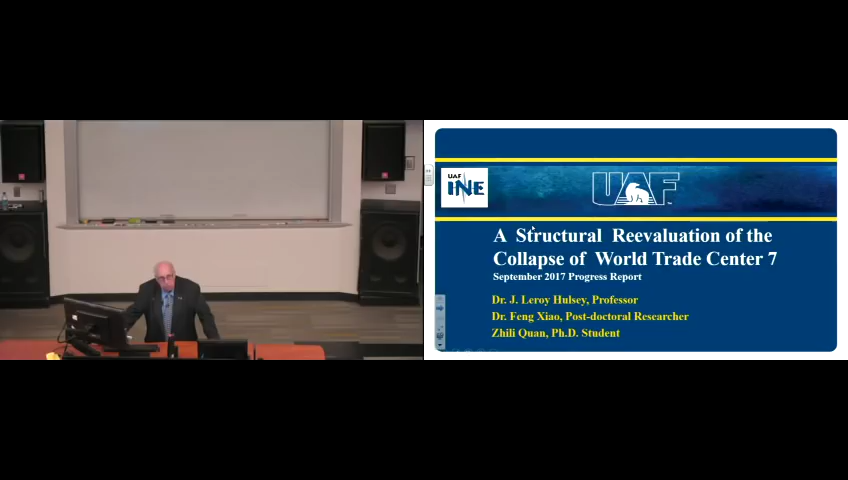 UAF
INE
UAF
A Structural Reevaluation of the
Collapse of World Trade Center 7
September 2017 Progress Report
Dr. J. Leroy Hulsey, Professor
Dr. Feng Xiao, Post-doctoral Researcher
Zhili Quan, Ph.D. Student